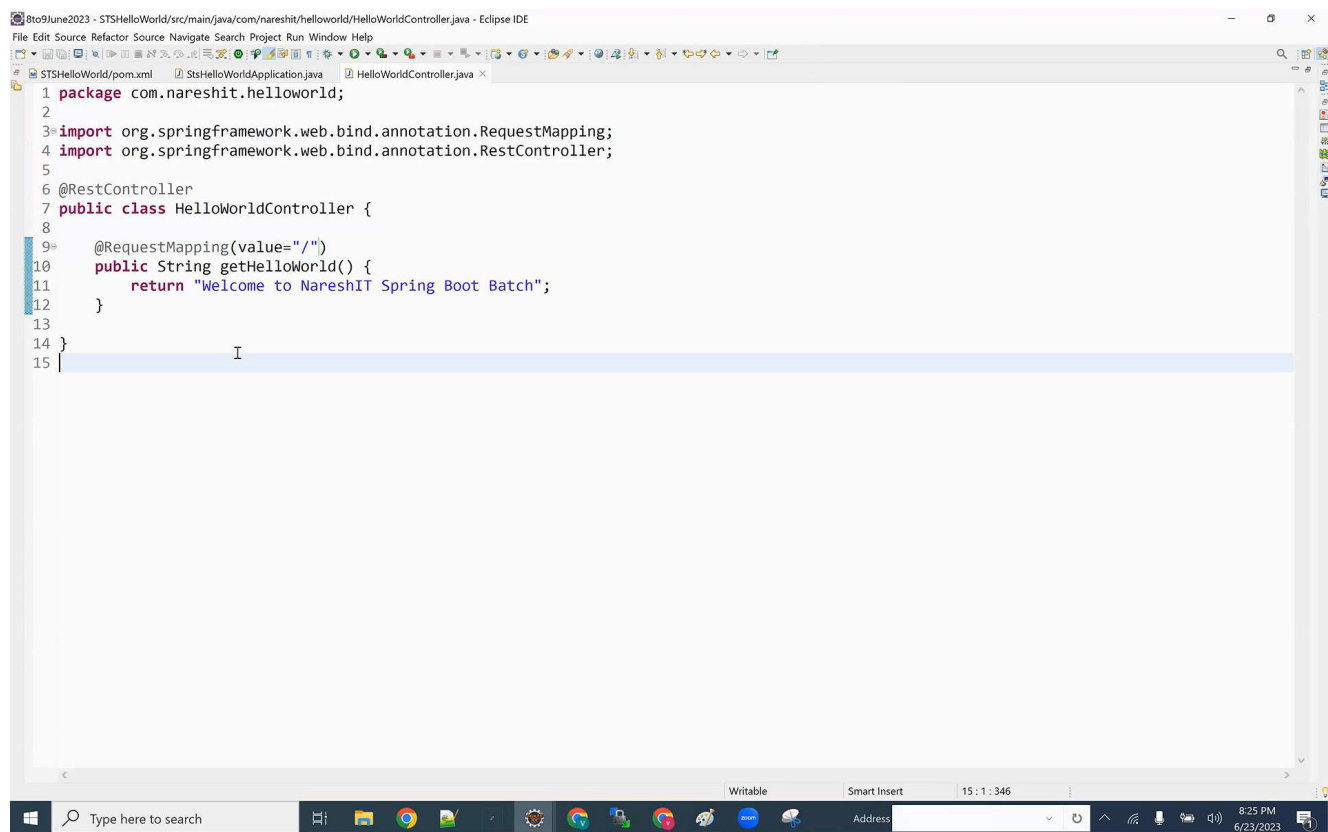 8to9June2023 - STSHelloWorld/src/main/java/com/nareshit/helloworld/HelloWorldController.java - Eclipse IDE
File Edit Source Refactor Source Navigate Search Project Run Window Help
STSHelloWorld/pom.xml StsHelloWorldApplication.java HelloWorldController.java
1 package com.nareshit.helloworld;
2
3 import org.springframework.web.bind.annotation.RequestMapping;
4 import org.springframework.web.bind.annotation.RestController;
5
6 @RestController
7 public class HelloWorldController {
8
9 @RequestMapping(value="/")
10 public String getHelloWorld() {
11 return "Welcome to NareshIT Spring Boot Batch";
12 }
13
14 }
15
Writable Smart Insert 15 : 1 : 346
Type here to search zoom Address 8:25 PM
6/23/2023 1